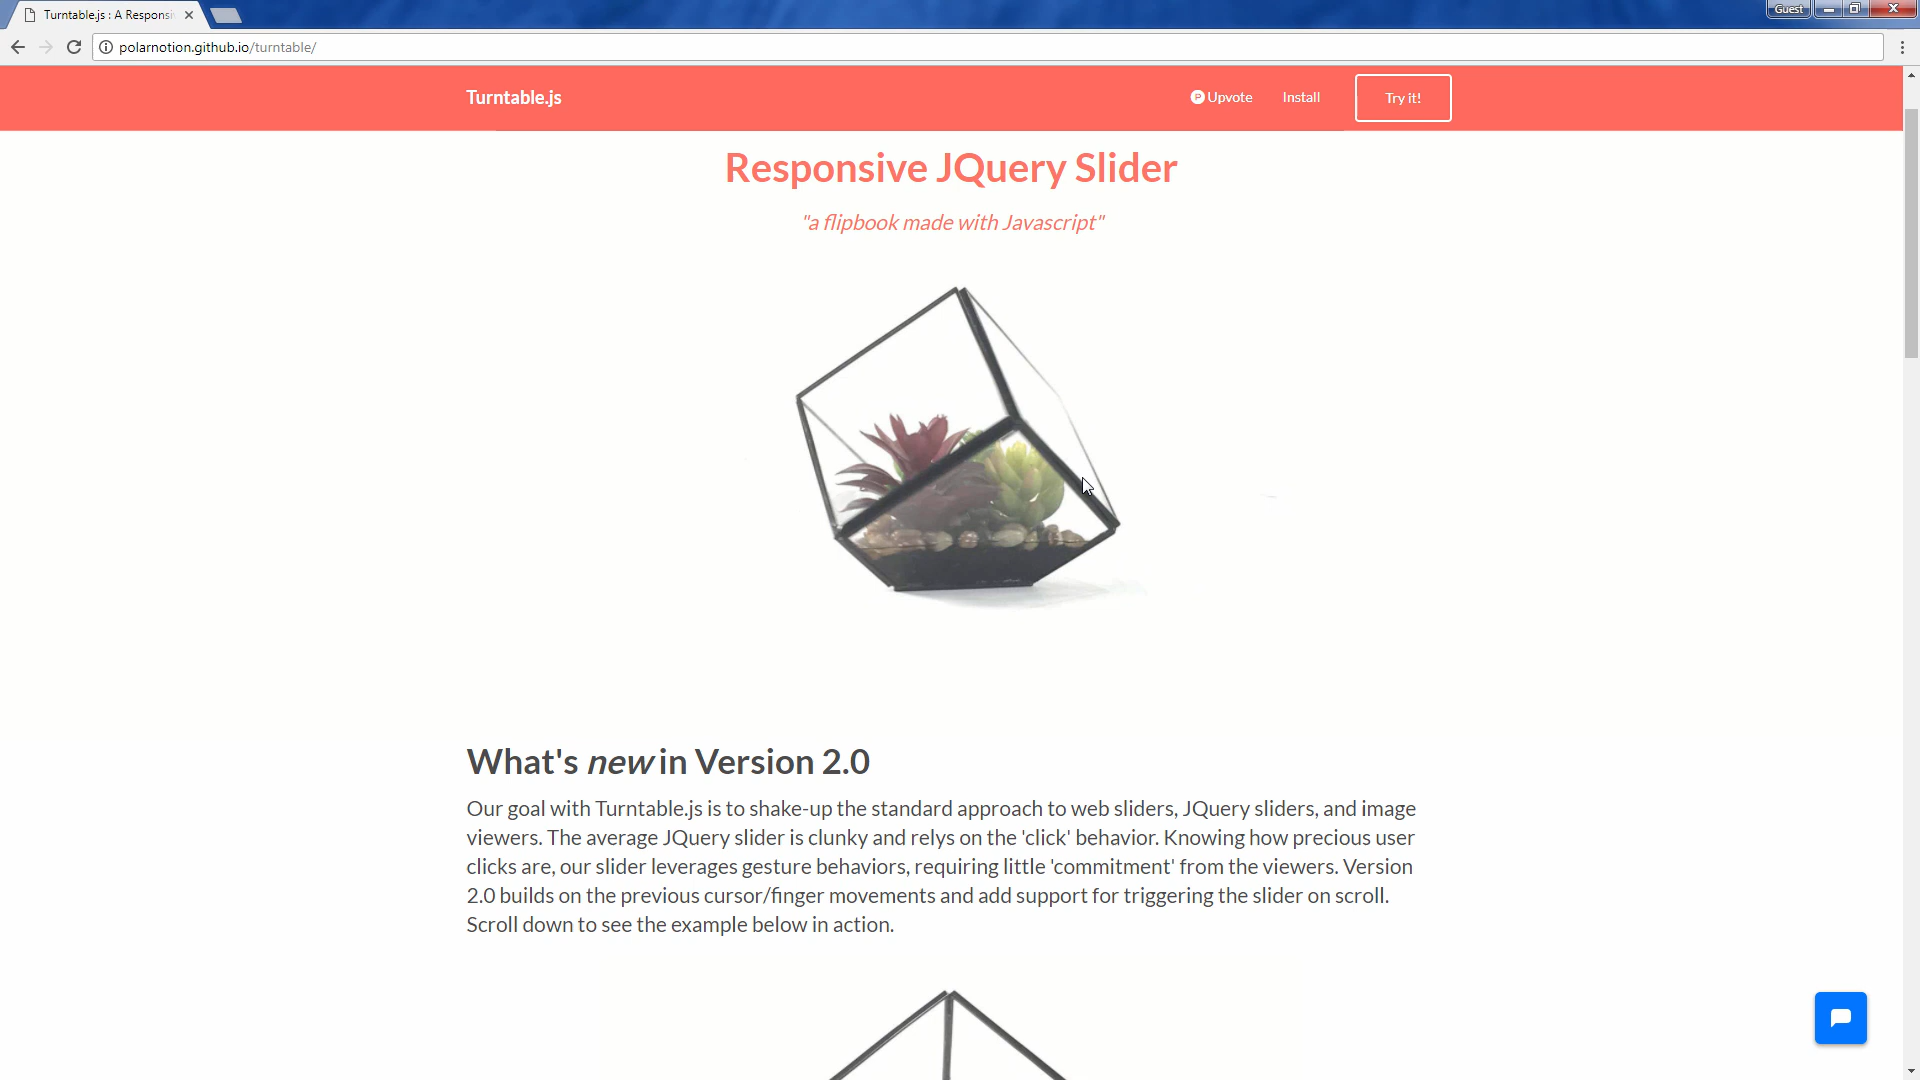 Turntable.js : A Responsi
Guest
polarnotion.github.io/turntable/
Turntable.js
Upvote
Install
Try it!
Responsive JQuery Slider
"a flipbook made with Javascript"
What's new in Version 2.0
Our goal with Turntable.js is to shake-up the standard approach to web sliders, JQuery sliders, and image
viewers. The average JQuery slider is clunky and relys on the 'click' behavior. Knowing how precious user
clicks are, our slider leverages gesture behaviors, requiring little 'commitment' from the viewers. Version
2.0 builds on the previous cursor/finger movements and add support for triggering the slider on scroll.
Scroll down to see the example below in action.